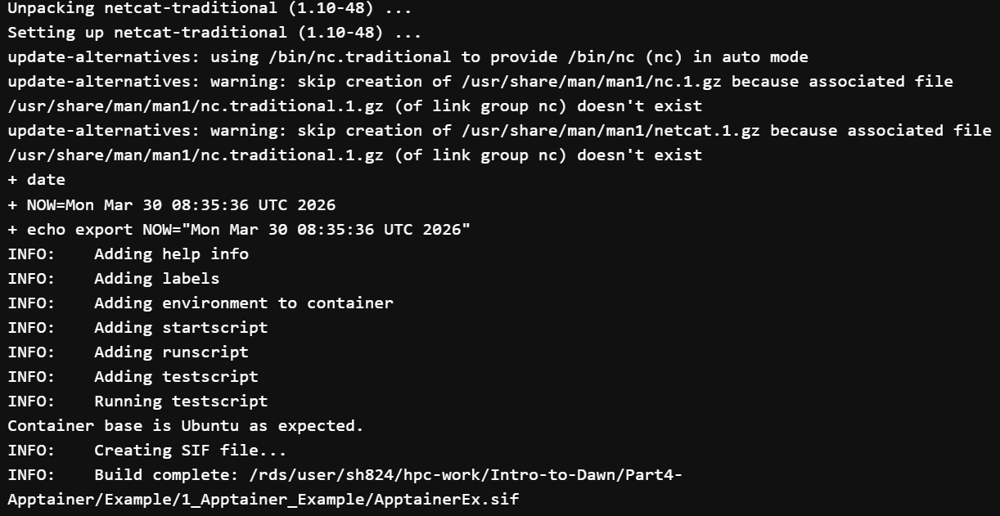 Unpacking netcat-traditional (1.10-48) ...
Setting up netcat-traditional (1.10-48) ...
update-alternatives: using /bin/nc.traditional to provide /bin/nc (nc) in auto mode
update-alternatives: warning: skip creation of /usr/share/man/man1/nc.1.gz because associated file
/usr/share/man/man1/nc.traditional.1.gz (of link group nc) doesn't exist
update-alternatives: warning: skip creation of /usr/share/man/man1/netcat.1.gz because associated file
/usr/share/man/man1/nc.traditional.1.gz (of link group nc) doesn't exist
+ date
+ NOW=Mon Mar 30 08:35:36 UTC 2026
+ echo export NOW="Mon Mar 30 08:35:36 UTC 2026"
INFO:    Adding help info
INFO:    Adding labels
INFO:    Adding environment to container
INFO:    Adding startscript
INFO:    Adding runscript
INFO:    Adding testscript
INFO:    Running testscript
Container base is Ubuntu as expected.
INFO:    Creating SIF file...
INFO:    Build complete: /rds/user/sh824/hpc-work/Intro-to-Dawn/Part4-
Apptainer/Example/1_Apptainer_Example/ApptainerEx.sif